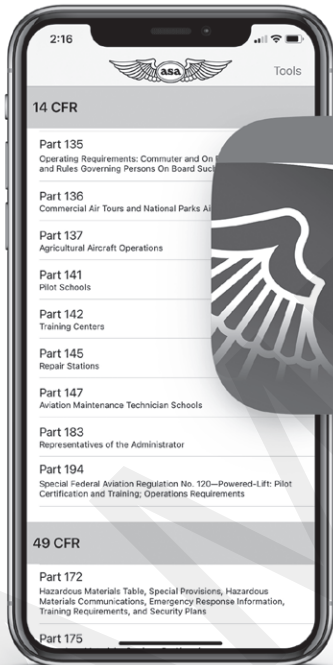 2:16
asa
Tools
14 CFR
Part 135
Operating Requirements: Commuter and On
and Rules Governing Persons On Board Suc
Part 136
Commercial Air Tours and National Parks Ai
Part 137
Agricultural Aircraft Operations
Part 141
Pilot Schools
Part 142
Training Centers
Part 145
Repair Stations
Part 147
Aviation Maintenance Technician Schools
Part 183
Representatives of the Administrator
Part 194
Special Federal Aviation Regulation No. 120—Powered-Lift: Pilot
Certification and Training; Operations Requirements
49 CFR
Part 172
Hazardous Materials Table, Special Provisions, Hazardous
Materials Communications, Emergency Response Information,
Training Requirements, and Security Plans
Part 175